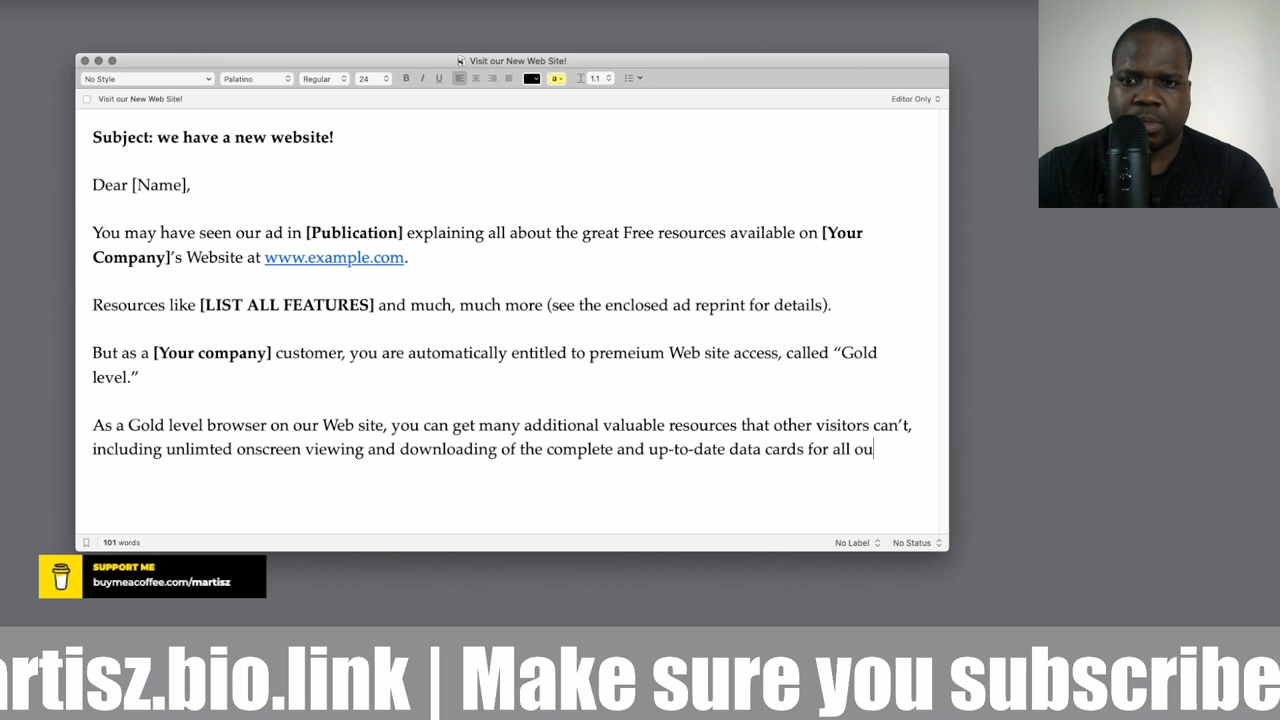 Visit our New Web Site!
No Style Palatino Regular 24 B I U a 1.1
Visit our New Web Site! Editor Only
Subject: we have a new website!
Dear [Name],
You may have seen our ad in [Publication] explaining all about the great Free resources available on [Your
Company]’s Website at www.example.com.
Resources like [LIST ALL FEATURES] and much, much more (see the enclosed ad reprint for details).
But as a [Your company] customer, you are automatically entitled to premeium Web site access, called “Gold
level.”
As a Gold level browser on our Web site, you can get many additional valuable resources that other visitors can’t,
including unlimted onscreen viewing and downloading of the complete and up-to-date data cards for all ou
101 words No Label No Status
SUPPORT ME
buymeacoffee.com/martisz
artisz.bio.link | Make sure you subscribe